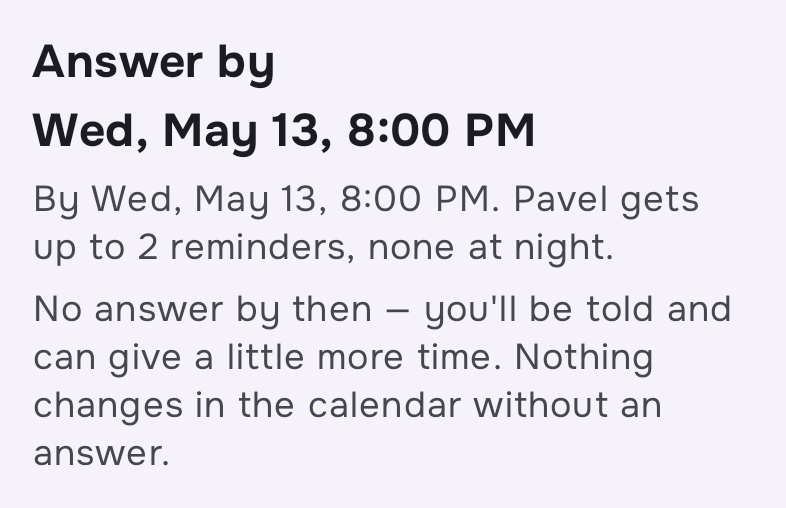 Answer by
Wed, May 13, 8:00 PM
By Wed, May 13, 8:00 PM. Pavel gets
up to 2 reminders, none at night.
No answer by then — you'll be told and
can give a little more time. Nothing
changes in the calendar without an
answer.